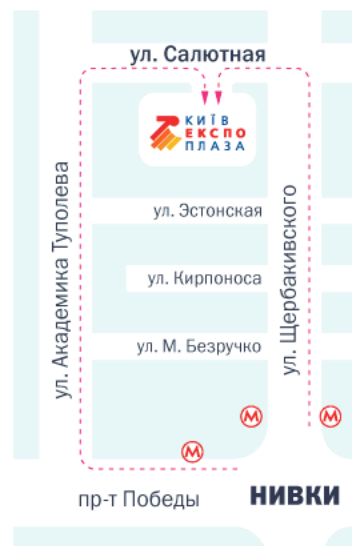 ул. Салютная
КИЇВ
ЕКСПО
ПЛАЗА
ул. Академика Туполева
ул. Эстонская
ул. Щербакивского
ул. Кирпоноса
ул. М. Безручко
М
М
М
пр-т Победы
НИВКИ